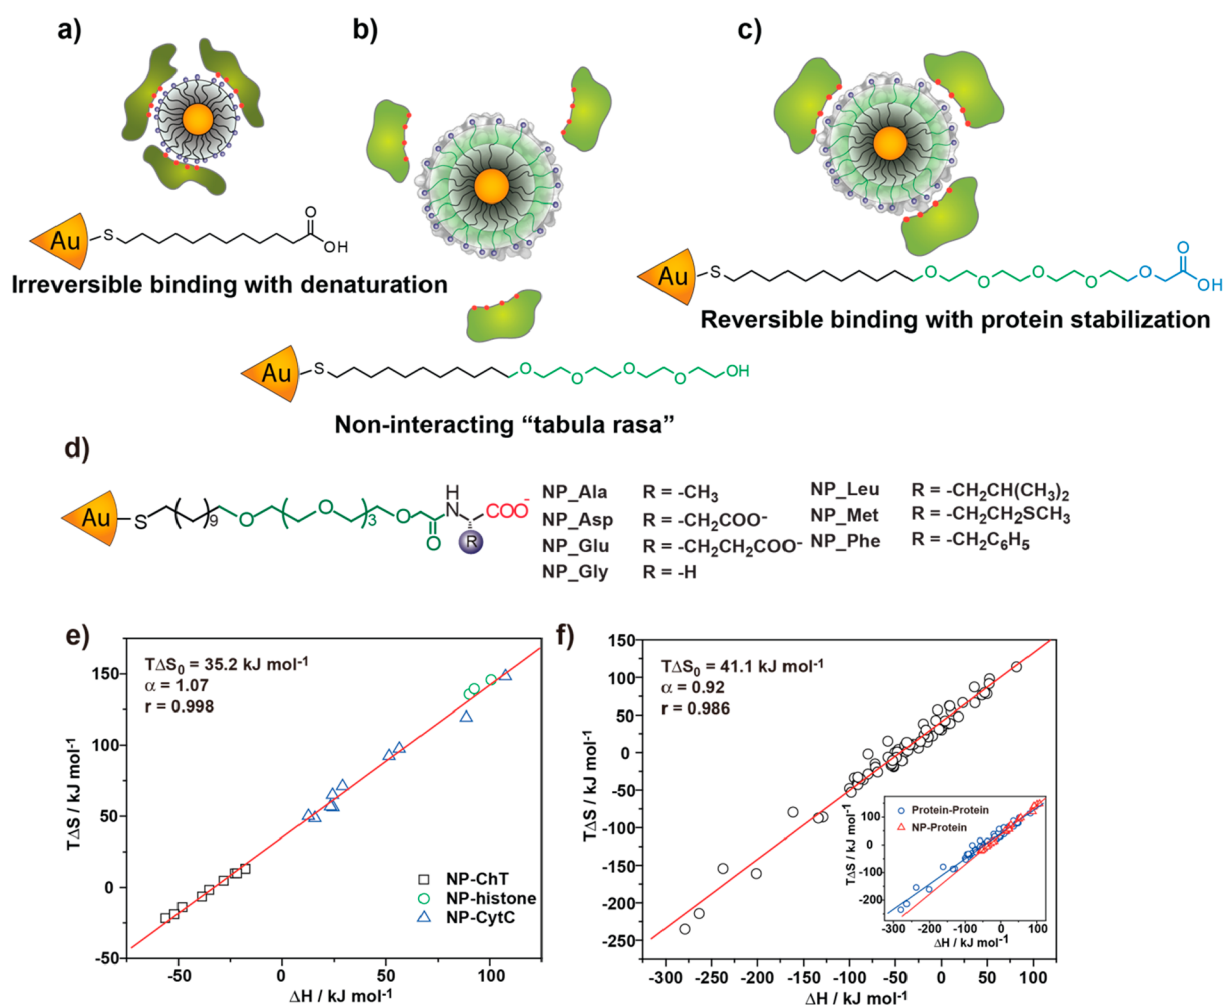 a)
b)
c)
Au
S
O
OH
Irreversible binding with denaturation
Au
S
O
O
O
O
O
O
OH
Reversible binding with protein stabilization
Au
S
O
O
O
O
OH
Non-interacting “tabula rasa”
d)
Au
S
9
O
O
3
O
O
H
N
R
COO-
NP_Ala R = -CH3
NP_Asp R = -CH2COO-
NP_Glu R = -CH2CH2COO-
NP_Gly R = -H
NP_Leu R = -CH2CH(CH3)2
NP_Met R = -CH2CH2SCH3
NP_Phe R = -CH2C6H5
e)
TΔS0 = 35.2 kJ mol-1
α = 1.07
r = 0.998
TΔS / kJ mol-1
150
100
50
0
-50
NP-ChT
NP-histone
NP-CytC
-50 0 50 100
ΔH / kJ mol-1
f)
TΔS0 = 41.1 kJ mol-1
α = 0.92
r = 0.986
TΔS / kJ mol-1
150
100
50
0
-50
-100
-150
-200
-250
Protein-Protein
NP-Protein
TΔS / kJ mol-1
100
0
-100
-200
-300 -200 -100 0 100
ΔH / kJ mol-1
-300 -250 -200 -150 -100 -50 0 50 100
ΔH / kJ mol-1